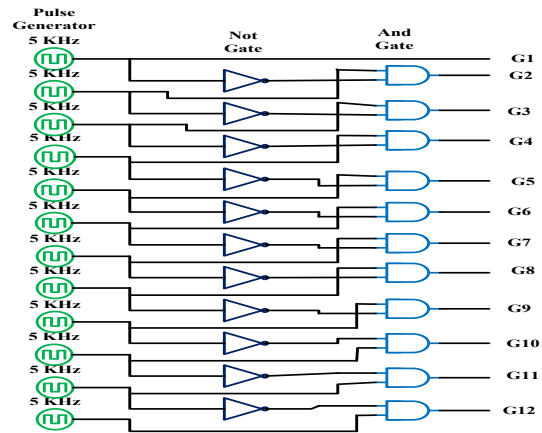 Pulse
Generator
Not
Gate
And
Gate
5 KHz
G1
5 KHz
G2
5 KHz
G3
5 KHz
G4
5 KHz
G5
5 KHz
G6
5 KHz
G7
5 KHz
G8
5 KHz
G9
5 KHz
G10
5 KHz
G11
5 KHz
G12